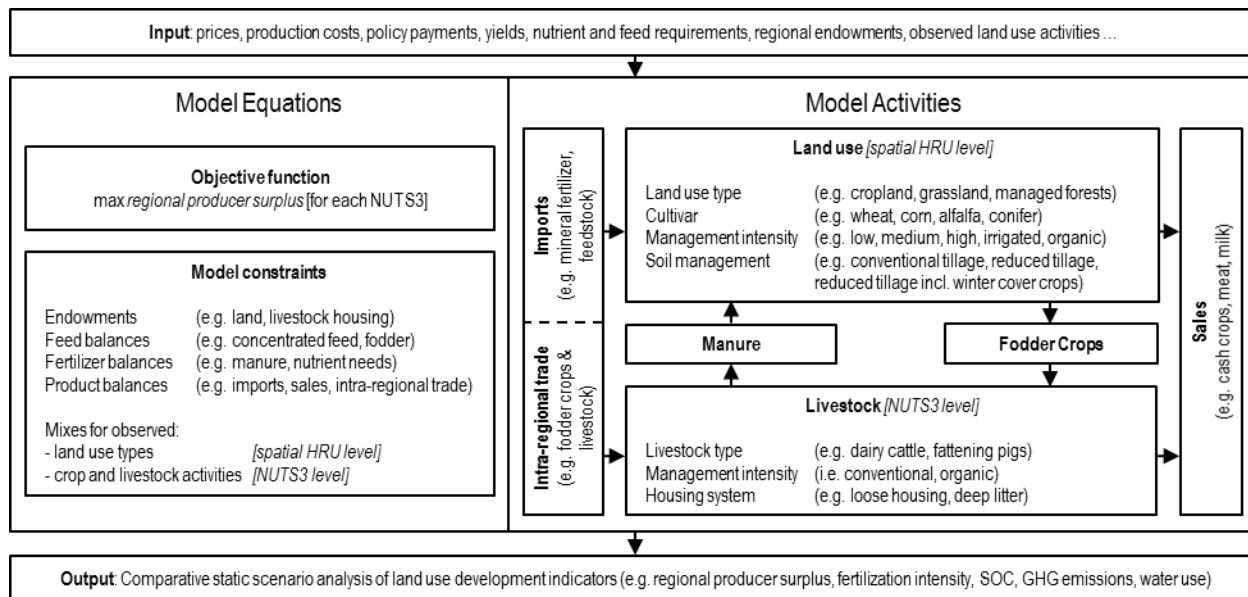 Input: prices, production costs, policy payments, yields, nutrient and feed requirements, regional endowments, observed land use activities ...
Model Equations
Objective function
max regional producer surplus [for each NUTS3]
Model constraints
Endowments (e.g. land, livestock housing)
Feed balances (e.g. concentrated feed, fodder)
Fertilizer balances (e.g. manure, nutrient needs)
Product balances (e.g. imports, sales, intra-regional trade)
Mixes for observed:
- land use types [spatial HRU level]
- crop and livestock activities [NUTS3 level]
Model Activities
Imports
(e.g. mineral fertilizer,
feedstock)
Intra-regional trade
(e.g. fodder crops &
livestock)
Land use [spatial HRU level]
Land use type (e.g. cropland, grassland, managed forests)
Cultivar (e.g. wheat, corn, alfalfa, conifer)
Management intensity (e.g. low, medium, high, irrigated, organic)
Soil management (e.g. conventional tillage, reduced tillage,
reduced tillage incl. winter cover crops)
Manure
Fodder Crops
Livestock [NUTS3 level]
Livestock type (e.g. dairy cattle, fattening pigs)
Management intensity (i.e. conventional, organic)
Housing system (e.g. loose housing, deep litter)
Sales
(e.g. cash crops, meat, milk)
Output: Comparative static scenario analysis of land use development indicators (e.g. regional producer surplus, fertilization intensity, SOC, GHG emissions, water use)